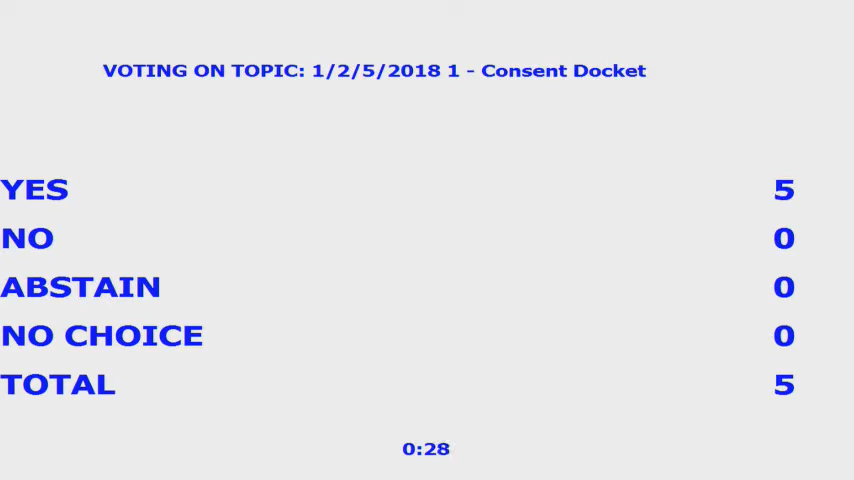 VOTING ON TOPIC: 1/2/5/2018 1 - Consent Docket
YES 5
NO 0
ABSTAIN 0
NO CHOICE 0
TOTAL 5
0:28